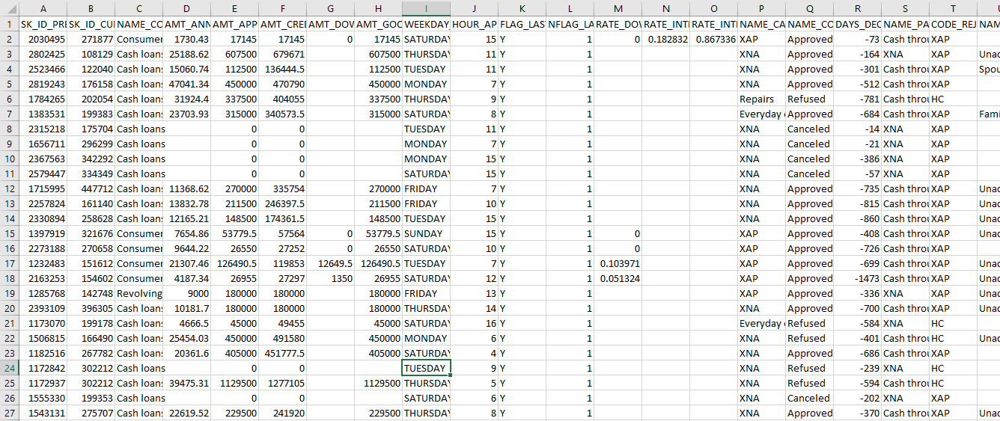 A B C D E F G H I J K L M N O P Q R S T U
1 SK_ID_PRE SK_ID_CUI NAME_CO AMT_ANN AMT_APP AMT_CREI AMT_DOV AMT_GOO WEEKDAY HOUR_AP FLAG_LAS NFLAG_LA RATE_DOV RATE_INTI RATE_INTI NAME_CA NAME_CO DAYS_DEC NAME_PA CODE_REJ NAM
2 2030495 271877 Consumer 1730.43 17145 17145 0 17145 SATURDAY 15 Y 1 0 0.182832 0.867336 XAP Approved -73 Cash throu XAP
3 2802425 108129 Cash loans 25188.62 607500 679671 607500 THURSDAY 11 Y 1 XNA Approved -164 XNA XAP Unac
4 2523466 122040 Cash loans 15060.74 112500 136444.5 112500 TUESDAY 11 Y 1 XNA Approved -301 Cash throu XAP Spou
5 2819243 176158 Cash loans 47041.34 450000 470790 450000 MONDAY 7 Y 1 XNA Approved -512 Cash throu XAP
6 1784265 202054 Cash loans 31924.4 337500 404055 337500 THURSDAY 9 Y 1 Repairs Refused -781 Cash throu HC
7 1383531 199383 Cash loans 23703.93 315000 340573.5 315000 SATURDAY 8 Y 1 Everyday Approved -684 Cash throu XAP Fami
8 2315218 175704 Cash loans 0 0 TUESDAY 11 Y 1 XNA Canceled -14 XNA XAP
9 1656711 296299 Cash loans 0 0 MONDAY 7 Y 1 XNA Canceled -21 XNA XAP
10 2367563 342292 Cash loans 0 0 MONDAY 15 Y 1 XNA Canceled -386 XNA XAP
11 2579447 334349 Cash loans 0 0 SATURDAY 15 Y 1 XNA Canceled -57 XNA XAP
12 1715995 447712 Cash loans 11368.62 270000 335754 270000 FRIDAY 7 Y 1 XNA Approved -735 Cash throu XAP Unac
13 2257824 161140 Cash loans 13832.78 211500 246397.5 211500 FRIDAY 10 Y 1 XNA Approved -815 Cash throu XAP Unac
14 2330894 258628 Cash loans 12165.21 148500 174361.5 148500 TUESDAY 15 Y 1 XNA Approved -860 Cash throu XAP Unac
15 1397919 321676 Consumer 7654.86 53779.5 57564 0 53779.5 SUNDAY 15 Y 1 0 XAP Approved -408 Cash throu XAP Unac
16 2273188 270658 Consumer 9644.22 26550 27252 0 26550 SATURDAY 10 Y 1 0 XAP Approved -726 Cash throu XAP
17 1232483 151612 Consumer 21307.46 126490.5 119853 12649.5 126490.5 TUESDAY 7 Y 1 0.103971 XAP Approved -699 Cash throu XAP Unac
18 2163253 154602 Consumer 4187.34 26955 27297 1350 26955 SATURDAY 12 Y 1 0.051324 XAP Approved -1473 Cash throu XAP Unac
19 1285768 142748 Revolving 9000 180000 180000 180000 FRIDAY 13 Y 1 XAP Approved -336 XNA XAP Unac
20 2393109 396305 Cash loans 10181.7 180000 180000 180000 THURSDAY 14 Y 1 XNA Approved -700 Cash throu XAP Unac
21 1173070 199178 Cash loans 4666.5 45000 49455 45000 SATURDAY 16 Y 1 Everyday Refused -584 XNA HC
22 1506815 166490 Cash loans 25454.03 450000 491580 450000 MONDAY 6 Y 1 XNA Refused -401 Cash throu HC Unac
23 1182516 267782 Cash loans 20361.6 405000 451777.5 405000 SATURDAY 4 Y 1 XNA Approved -686 Cash throu XAP
24 1172842 302212 Cash loans 0 0 TUESDAY 9 Y 1 XNA Refused -239 XNA HC
25 1172937 302212 Cash loans 39475.31 1129500 1277105 1129500 THURSDAY 5 Y 1 XNA Refused -594 Cash throu HC
26 1555330 199353 Cash loans 0 0 SATURDAY 6 Y 1 XNA Canceled -202 XNA XAP
27 1543131 275707 Cash loans 22619.52 229500 241920 229500 THURSDAY 8 Y 1 XNA Approved -370 Cash throu XAP Unac